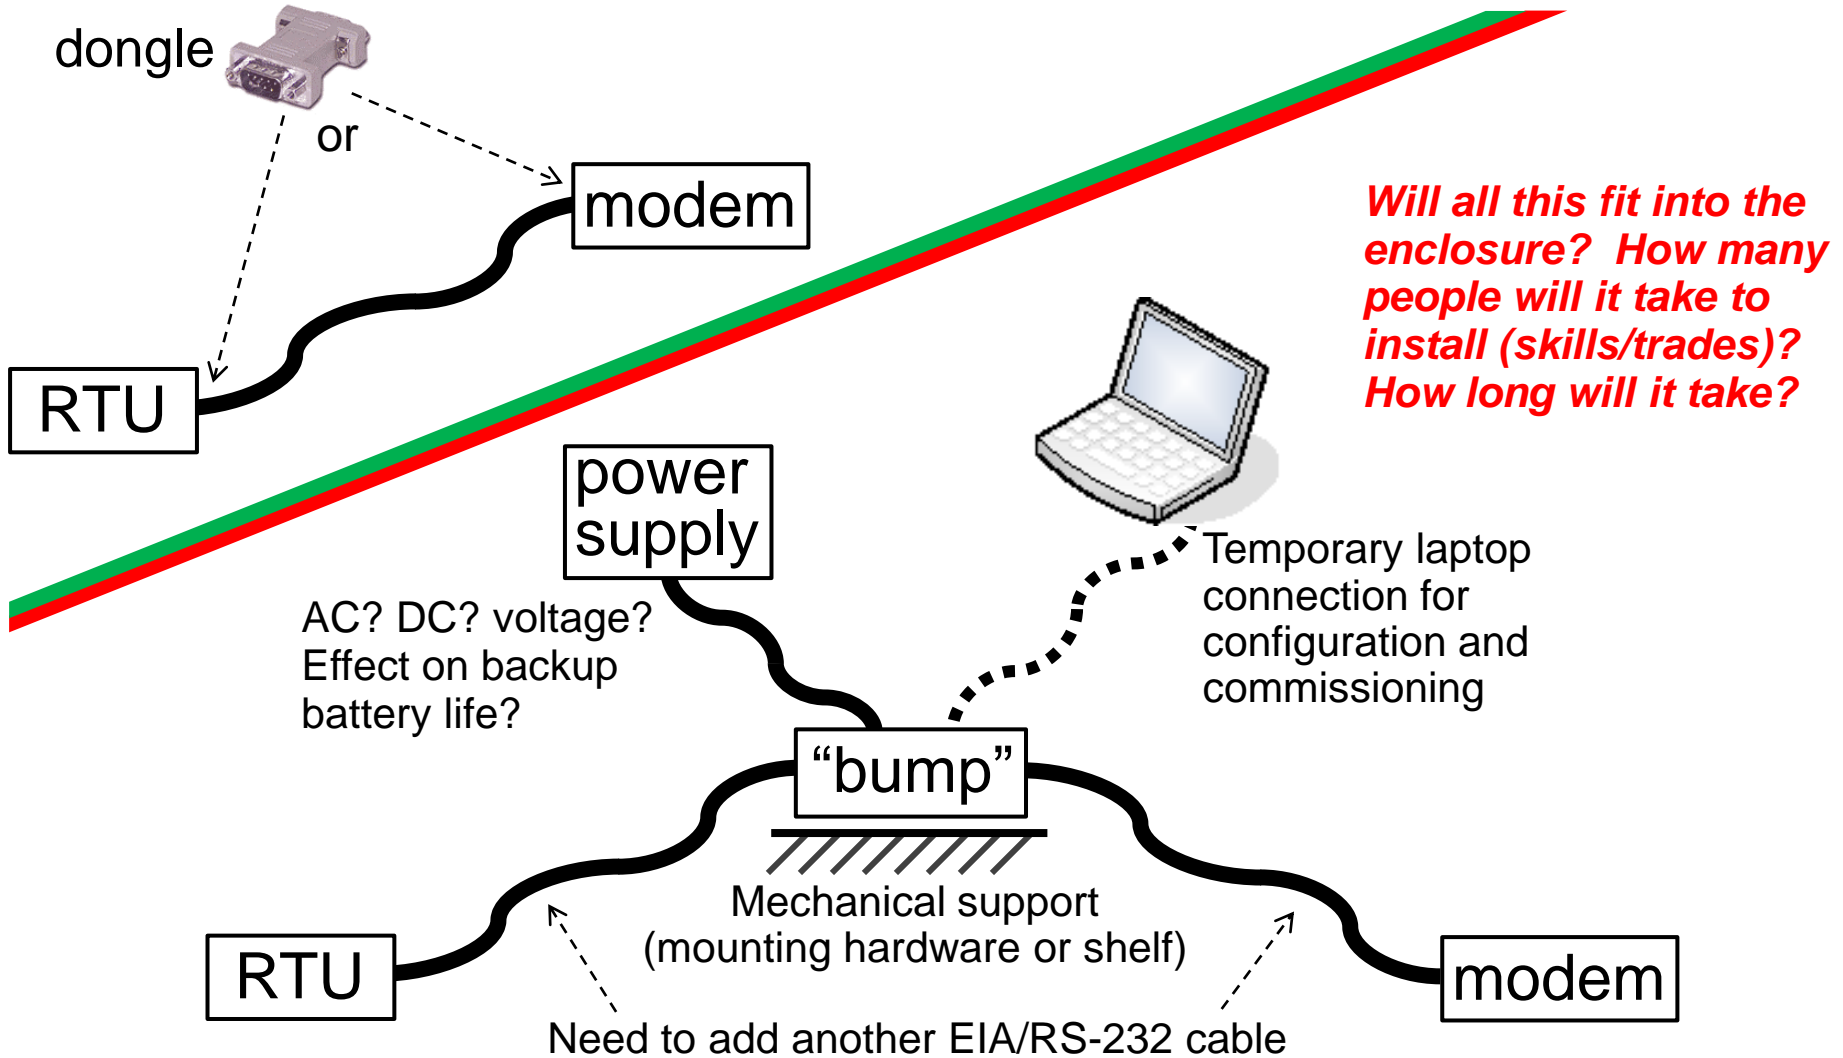 dongle
or
modem
RTU
Will all this fit into the
enclosure?  How many
people will it take to
install (skills/trades)?
How long will it take?
power
supply
AC? DC? voltage?
Effect on backup
battery life?
Temporary laptop
connection for
configuration and
commissioning
“bump”
Mechanical support
(mounting hardware or shelf)
RTU
modem
Need to add another EIA/RS-232 cable